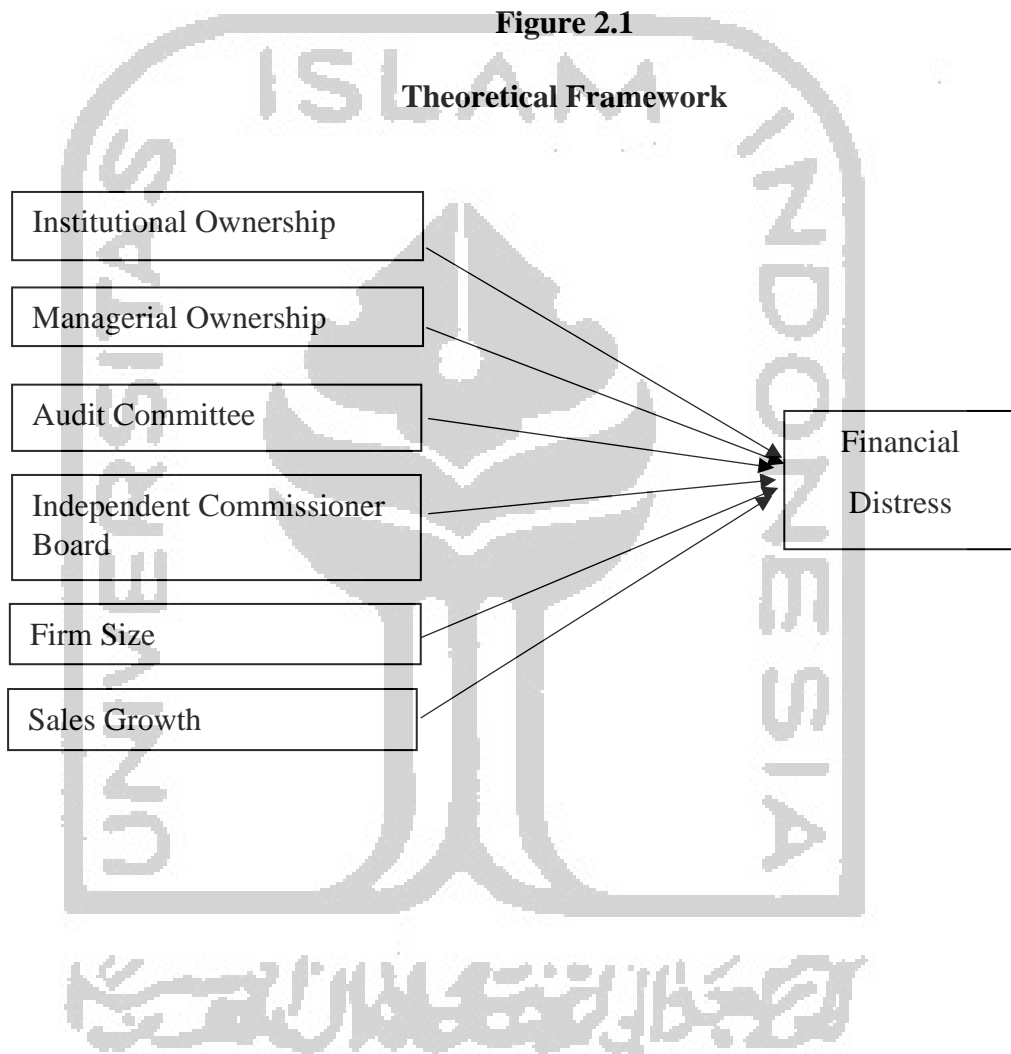 Figure 2.1
Theoretical Framework
Institutional Ownership
Managerial Ownership
Audit Committee
Independent Commissioner
Board
Firm Size
Sales Growth
Financial
Distress
UNIVERSITAS
ISLAM
INDONESIA